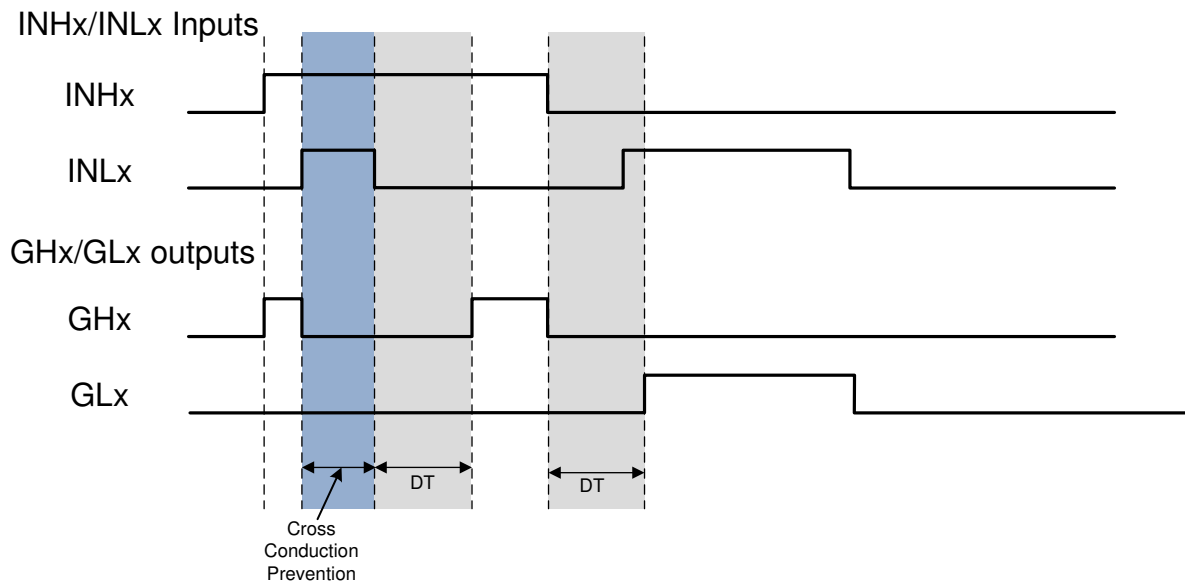 INHx/INLx Inputs
INHx
INLx
GHx/GLx outputs
GHx
GLx
DT
DT
Cross
Conduction
Prevention